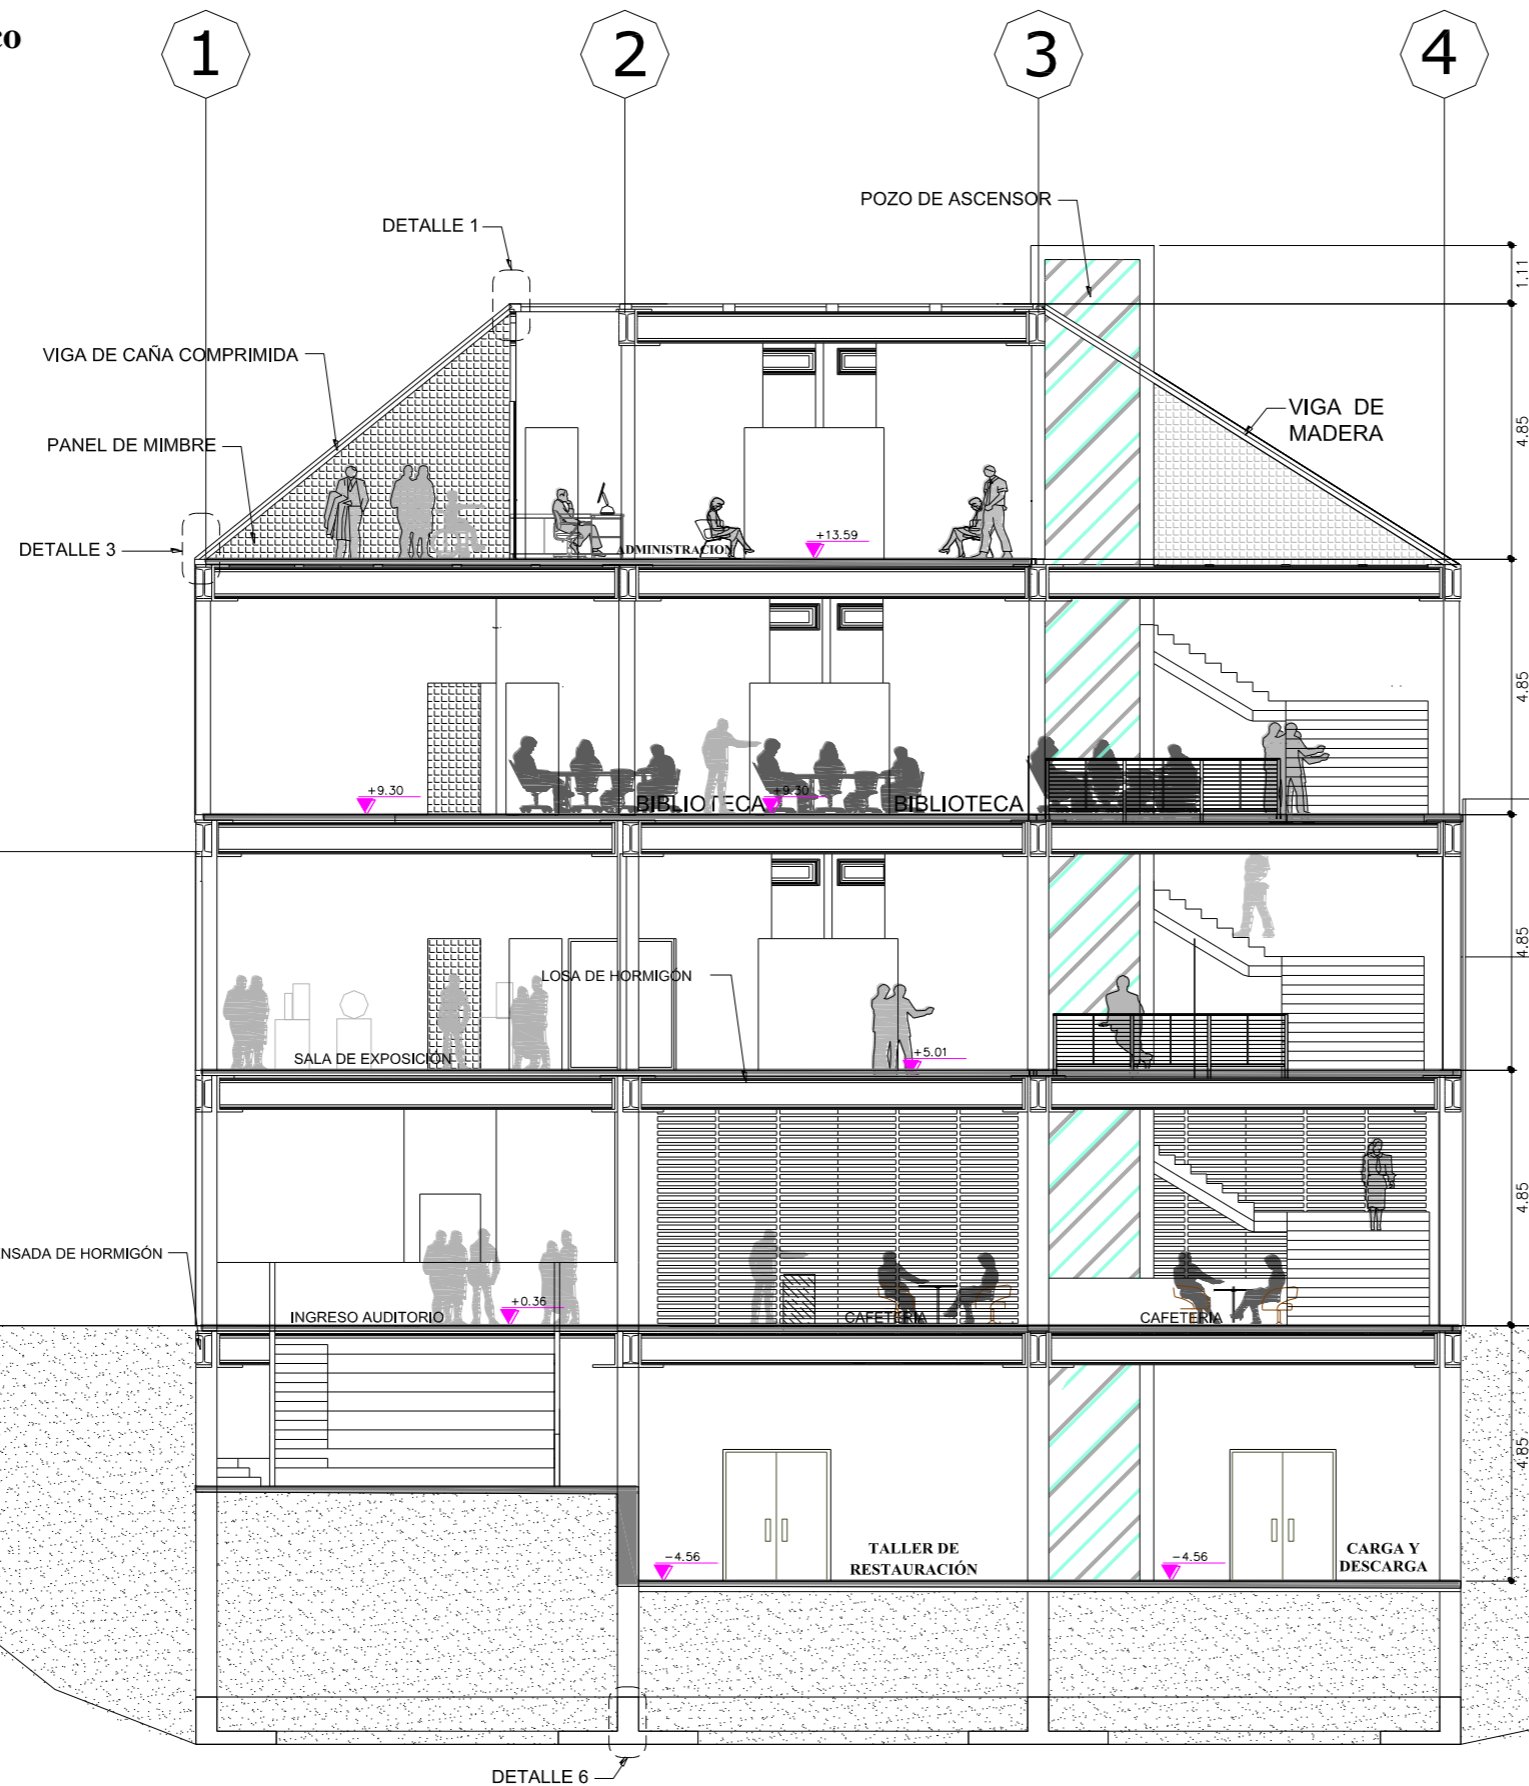 1
2
3
4
POZO DE ASCENSOR
DETALLE 1
1.11
VIGA DE CAÑA COMPRIMIDA
VIGA DE
MADERA
4.85
PANEL DE MIMBRE
+13.59
DETALLE 3
ADMINISTRACION
4.85
+9.30
+9.30
BIBLIOTECA
BIBLIOTECA
4.85
LOSA DE HORMIGÓN
+5.01
SALA DE EXPOSICIÓN
4.85
NSADA DE HORMIGÓN
+0.36
INGRESO AUDITORIO
CAFETERIA
CAFETERIA
4.85
TALLER DE
RESTAURACIÓN
CARGA Y
DESCARGA
−4.56
−4.56
DETALLE 6